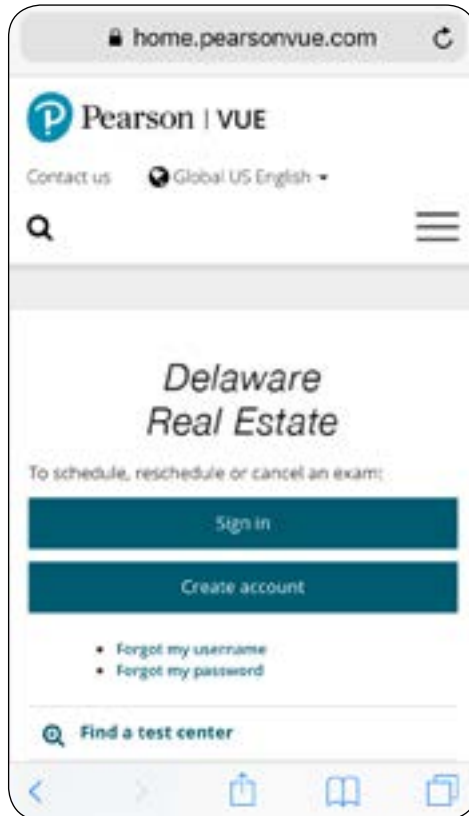 home.pearsonvue.com
Pearson | VUE
Contact us Global US English
Delaware
Real Estate
To schedule, reschedule or cancel an exam:
Sign in
Create account
• Forgot my username
• Forgot my password
Find a test center